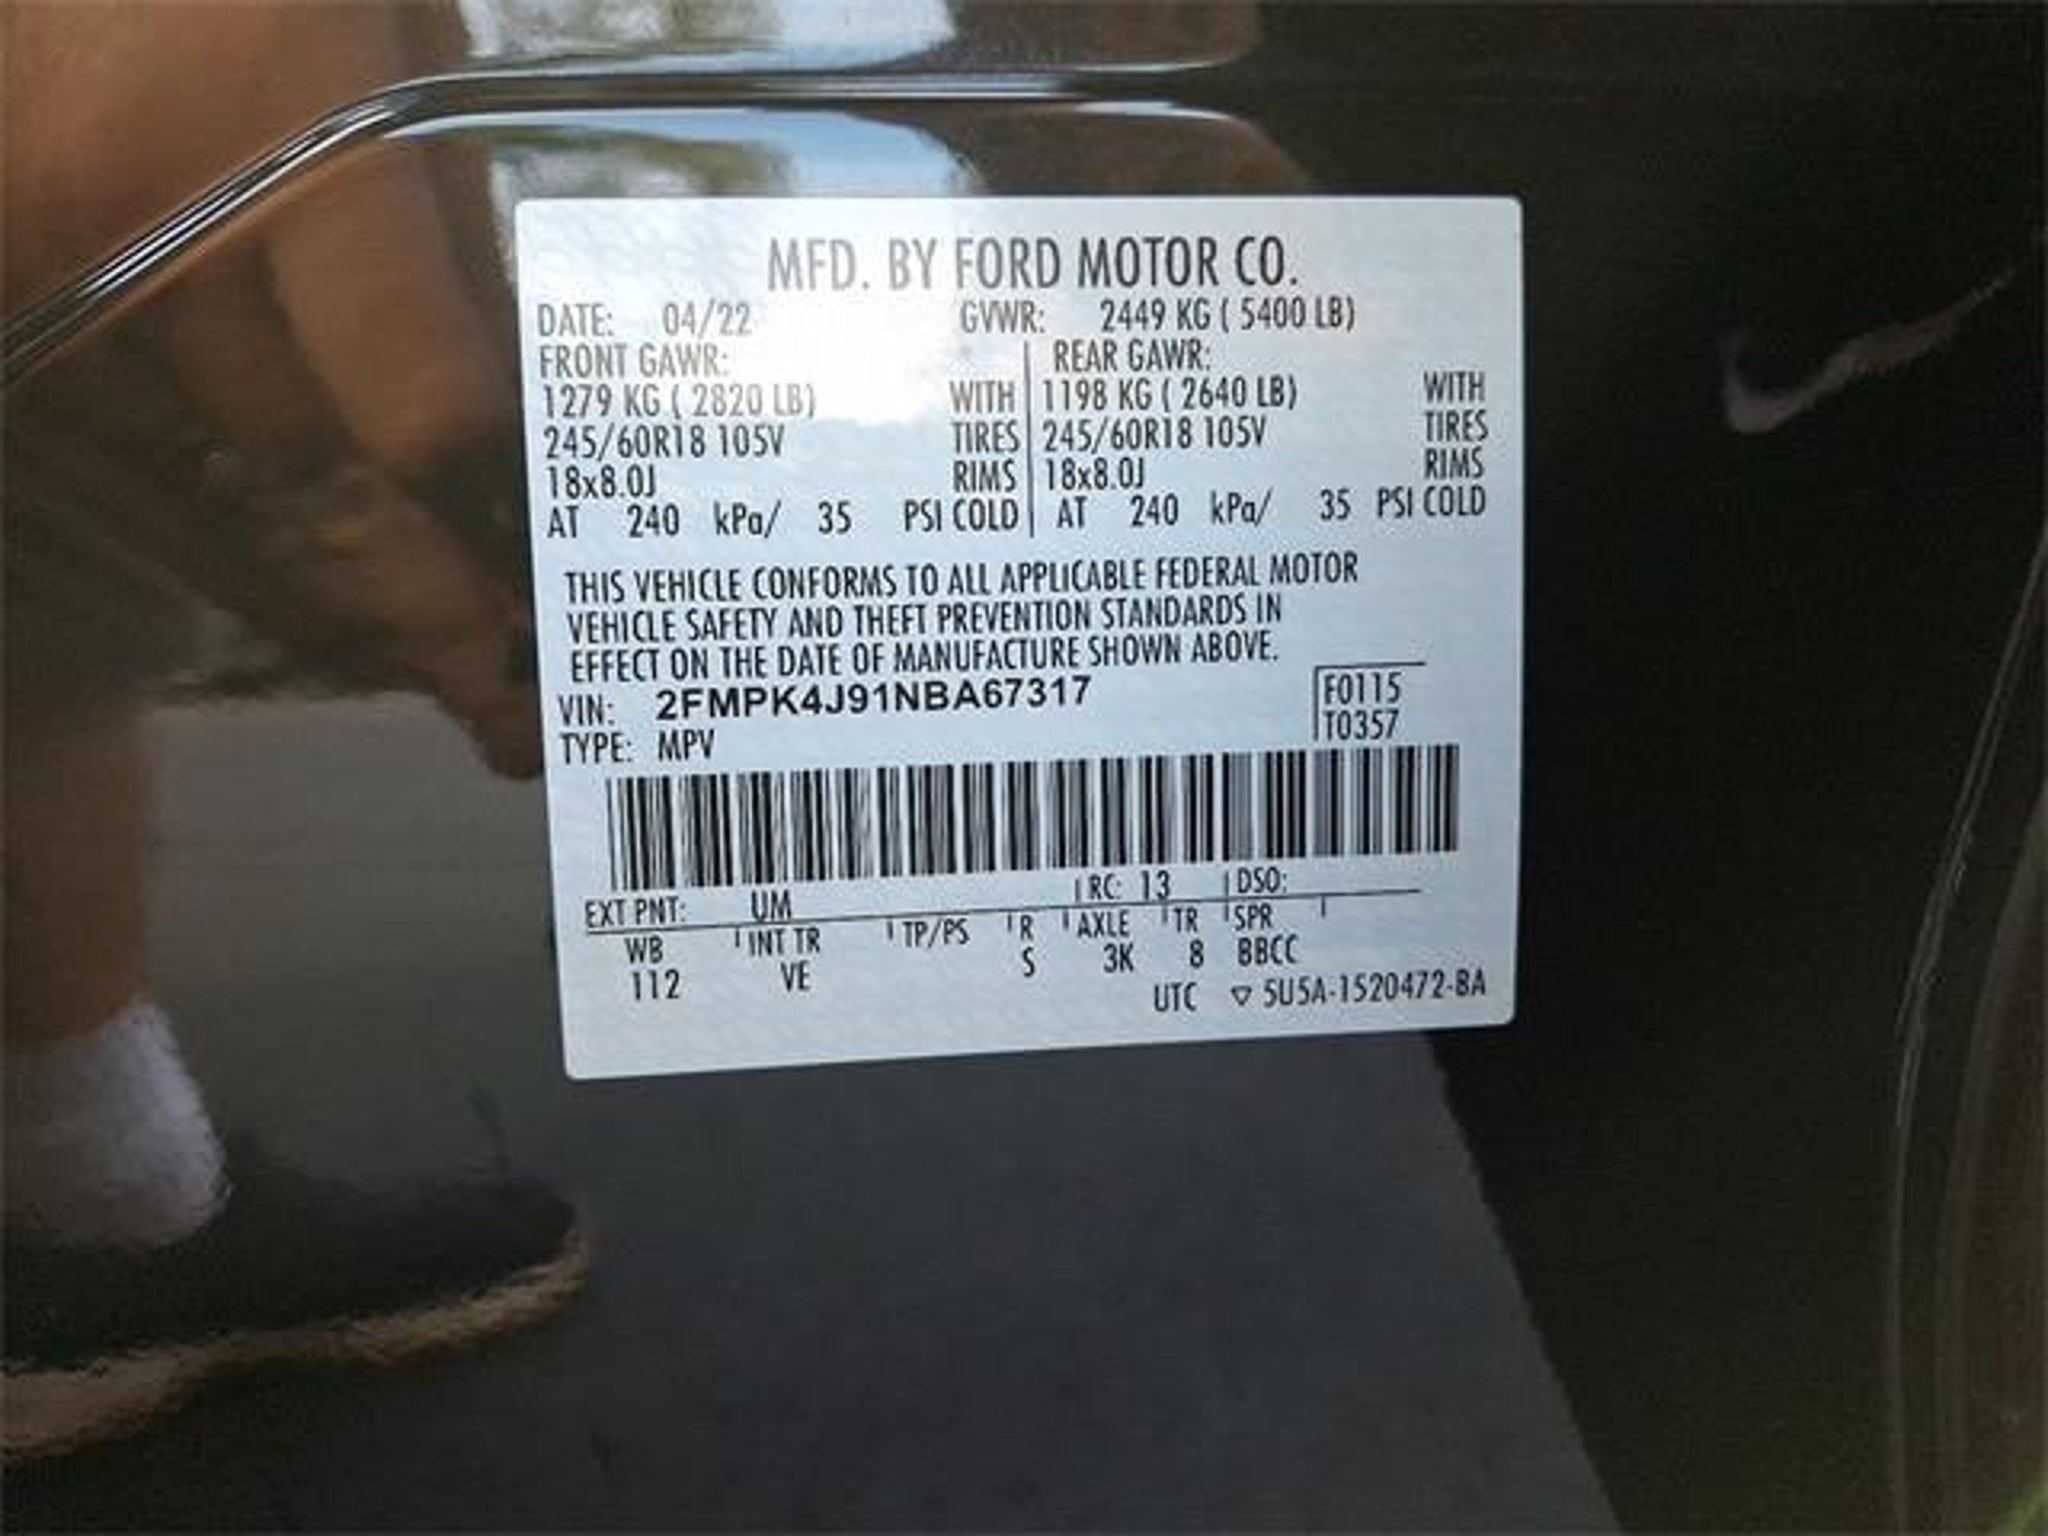 MFD. BY FORD MOTOR CO.
DATE: 04/22 GVWR: 2449 KG ( 5400 LB)
FRONT GAWR: REAR GAWR:
1279 KG ( 2820 LB) WITH 1198 KG ( 2640 LB) WITH
245/60R18 105V TIRES 245/60R18 105V TIRES
18x8.0J RIMS 18x8.0J RIMS
AT 240 kPa/ 35 PSI COLD AT 240 kPa/ 35 PSI COLD
THIS VEHICLE CONFORMS TO ALL APPLICABLE FEDERAL MOTOR
VEHICLE SAFETY AND THEFT PREVENTION STANDARDS IN
EFFECT ON THE DATE OF MANUFACTURE SHOWN ABOVE.
VIN: 2FMPK4J91NBA67317 F0115
TYPE: MPV T0357
EXT PNT: UM RC: 13 DSO:
WB INT TR TP/PS R AXLE TR SPR
112 VE S 3K 8 BBCC
UTC ▽ 5U5A-1520472-BA